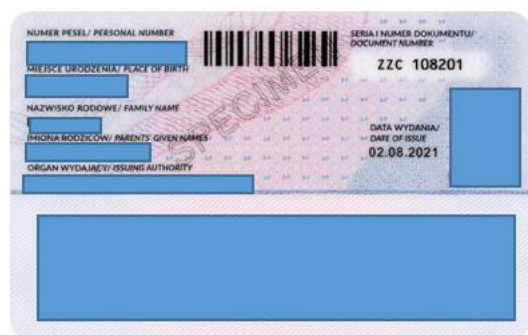 NUMER PESEL/ PERSONAL NUMBER
SERIA I NUMER DOKUMENTU/
DOCUMENT NUMBER
ZZC 108201
MIEJSCE URODZENIA/ PLACE OF BIRTH
NAZWISKO RODOWE/ FAMILY NAME
SPECIMEN
IMIONA RODZICÓW/ PARENTS' GIVEN NAMES
DATA WYDANIA/
DATE OF ISSUE
02.08.2021
ORGAN WYDAJĄCY/ ISSUING AUTHORITY